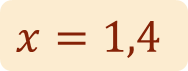 x = 1,4